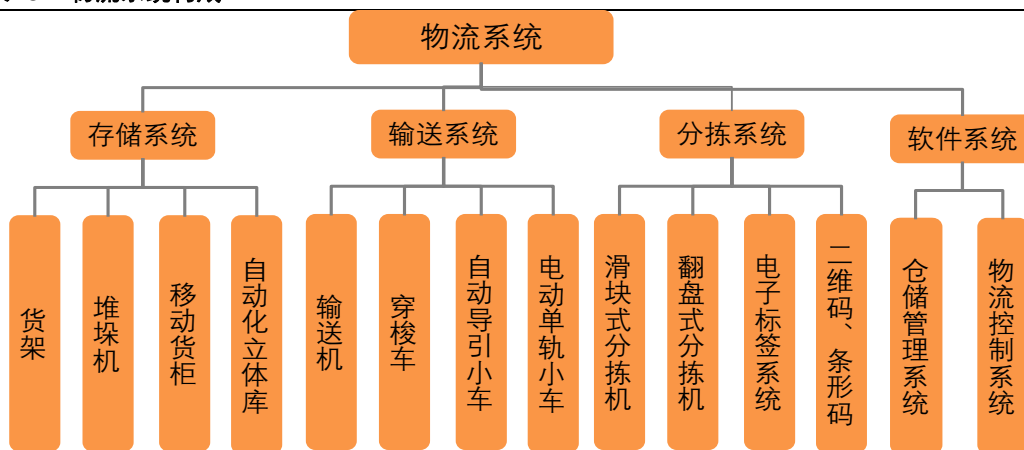 物流系统
存储系统
输送系统
分拣系统
软件系统
货架
堆垛机
移动货柜
自动化立体库
输送机
穿梭车
自动导引小车
电动单轨小车
滑块式分拣机
翻盘式分拣机
电子标签系统
二维码、条形码
仓储管理系统
物流控制系统